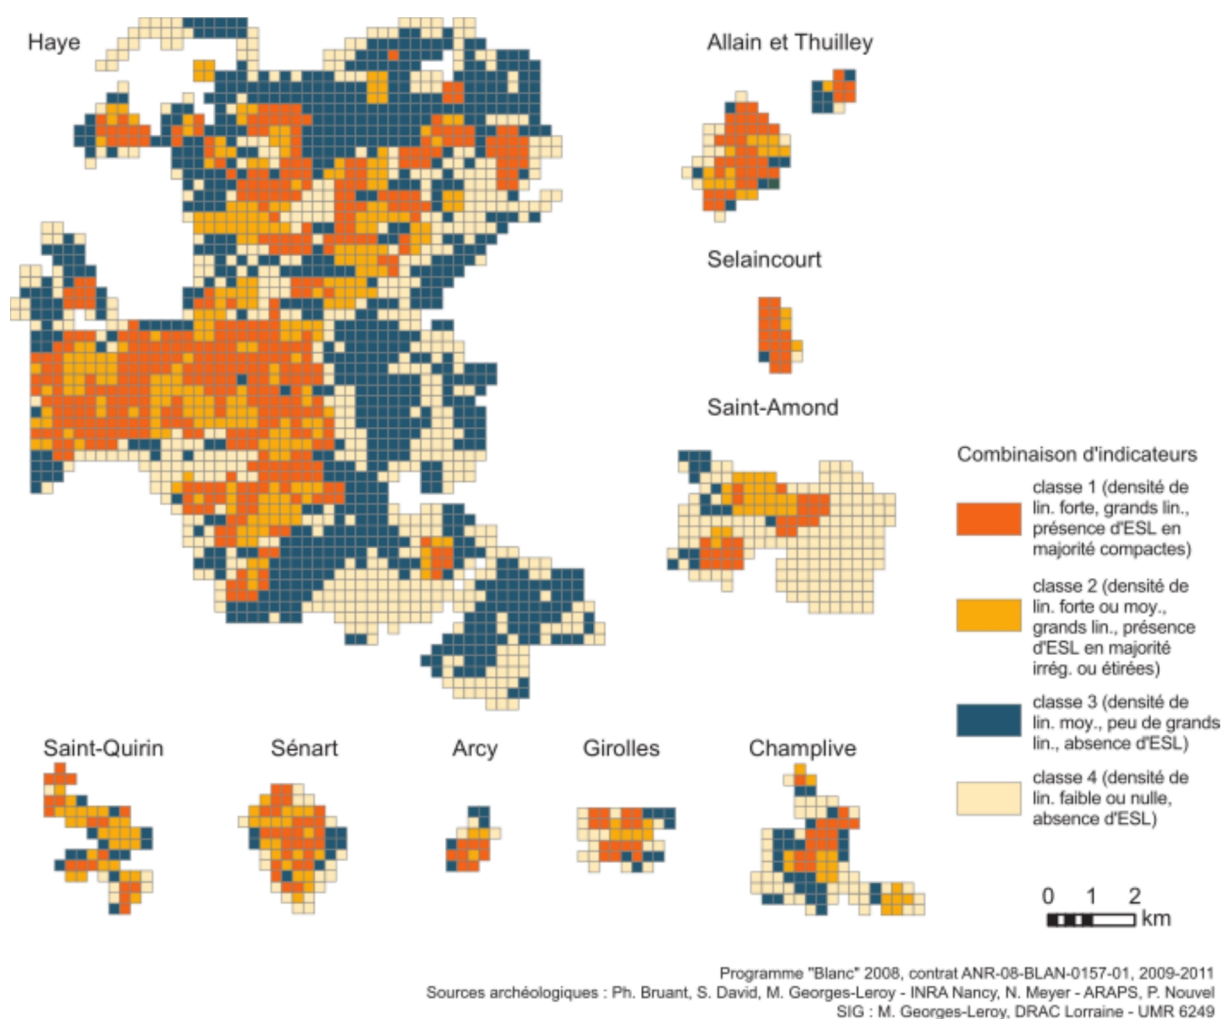 Haye
Allain et Thuilley
Selaincourt
Saint-Amond
Combinaison d'indicateurs
classe 1 (densité de
lin. forte, grands lin.,
présence d'ESL en
majorité compactes)
classe 2 (densité de
lin. forte ou moy.,
grands lin., présence
d'ESL en majorité
irrég. ou étirées)
classe 3 (densité de
lin. moy., peu de grands
lin., absence d'ESL)
classe 4 (densité de
lin. faible ou nulle,
absence d'ESL)
Saint-Quirin
Sénart
Arcy
Girolles
Champlive
0 1 2
km
Programme "Blanc" 2008, contrat ANR-08-BLAN-0157-01, 2009-2011
Sources archéologiques : Ph. Bruant, S. David, M. Georges-Leroy - INRA Nancy, N. Meyer - ARAPS, P. Nouvel
SIG : M. Georges-Leroy, DRAC Lorraine - UMR 6249